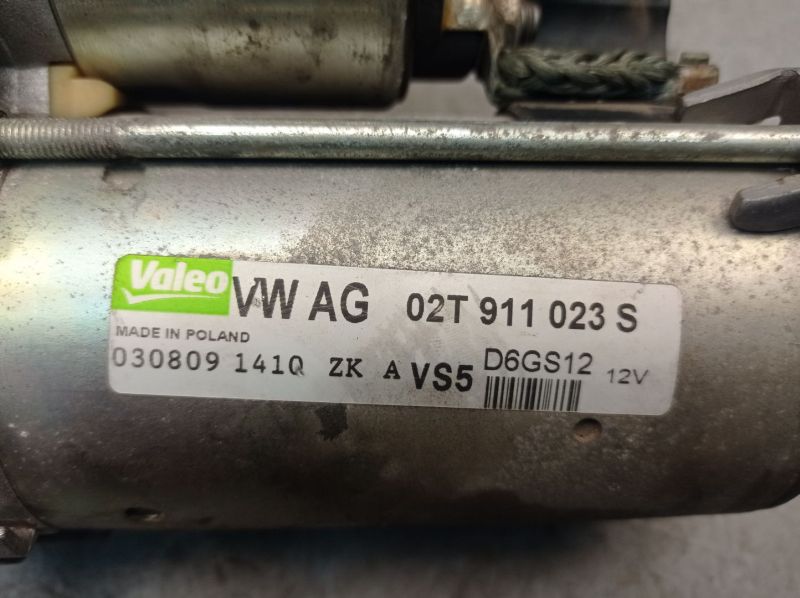 Valeo VW AG 02T 911 023 S
MADE IN POLAND
030809 141Q ZK A VS5 D6GS12 12V